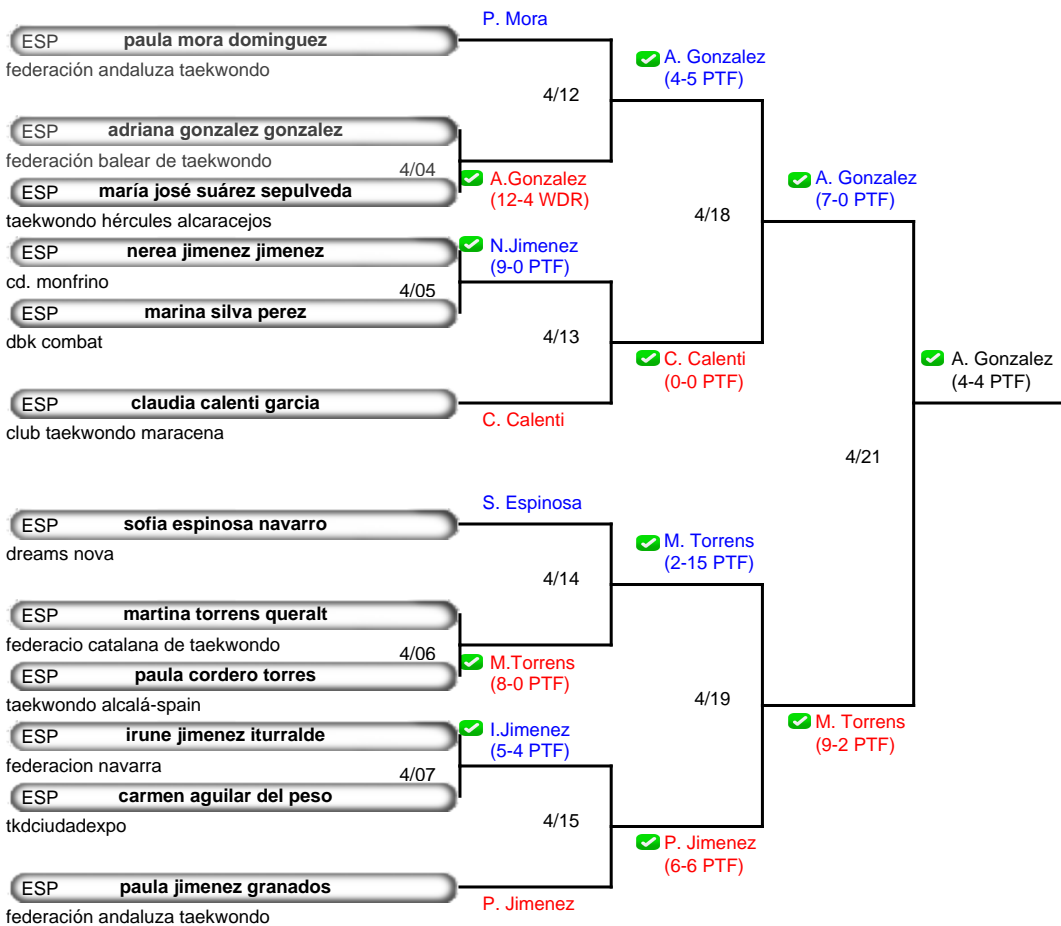 P. Mora
ESP paula mora dominguez
federación andaluza taekwondo
A. Gonzalez
(4-5 PTF)
4/12
ESP adriana gonzalez gonzalez
federación balear de taekwondo
4/04
ESP maría josé suárez sepulveda
taekwondo hércules alcaracejos
A.Gonzalez
(12-4 WDR)
A. Gonzalez
(7-0 PTF)
4/18
ESP nerea jimenez jimenez
cd. monfrino
N.Jimenez
(9-0 PTF)
4/05
ESP marina silva perez
dbk combat
4/13
C. Calenti
(0-0 PTF)
A. Gonzalez
(4-4 PTF)
ESP claudia calenti garcia
club taekwondo maracena
C. Calenti
4/21
S. Espinosa
ESP sofia espinosa navarro
dreams nova
M. Torrens
(2-15 PTF)
4/14
ESP martina torrens queralt
federacio catalana de taekwondo
4/06
ESP paula cordero torres
taekwondo alcalá-spain
M.Torrens
(8-0 PTF)
4/19
M. Torrens
(9-2 PTF)
ESP irune jimenez iturralde
federacion navarra
I.Jimenez
(5-4 PTF)
4/07
ESP carmen aguilar del peso
tkdciudadexpo
4/15
P. Jimenez
(6-6 PTF)
ESP paula jimenez granados
federación andaluza taekwondo
P. Jimenez